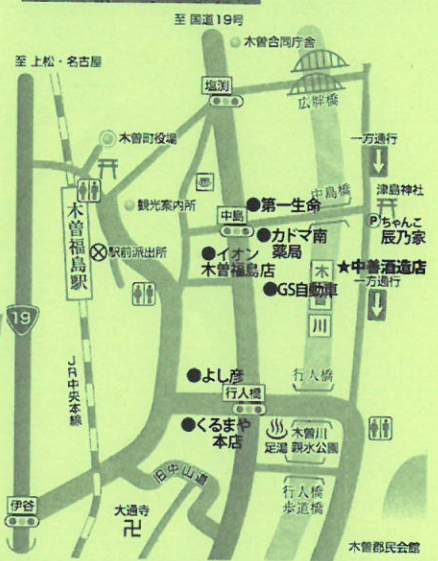 至 国道19号
木曽合同庁舎
至 上松・名古屋
塩渕
広胖橋
木曽町役場
一方通行
中島橋
津島神社
観光案内所
●第一生命
中島
P ちゃんこ
辰乃家
●カドマ南
薬局
木曽福島駅
駅前派出所
●イオン
木曽福島店
★中善酒造店
一方通行
●GS自動車
木曽川
19
JR中央本線
●よし彦
行人橋
行人橋
●くるまや
本店
足湯
木曽川
親水公園
旧中山道
伊谷
大通寺
卍
行人橋
歩道橋
木曽郡民会館